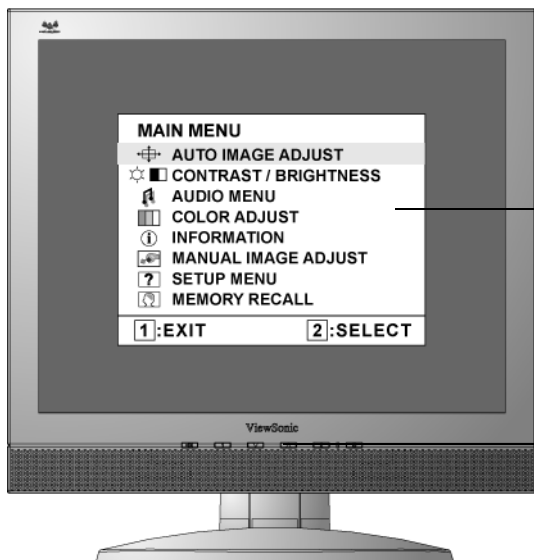 MAIN MENU
AUTO IMAGE ADJUST
CONTRAST / BRIGHTNESS
AUDIO MENU
COLOR ADJUST
INFORMATION
MANUAL IMAGE ADJUST
? SETUP MENU
MEMORY RECALL
1:EXIT 2:SELECT
ViewSonic